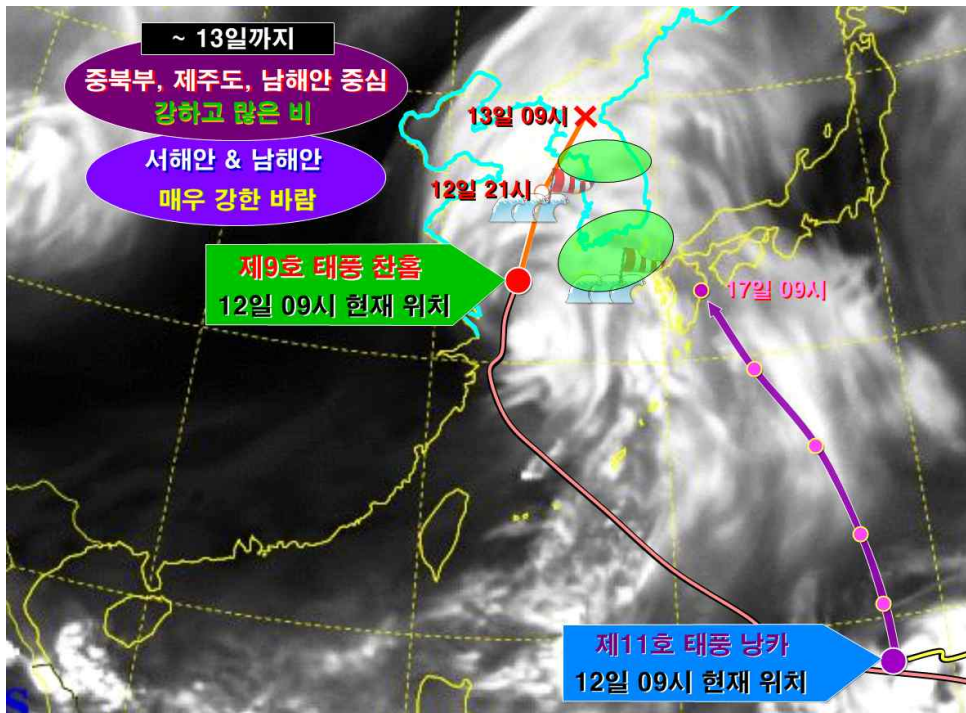 ~ 13일까지
중북부, 제주도, 남해안 중심
강하고 많은 비
서해안 & 남해안
매우 강한 바람
13일 09시
12일 21시
제9호 태풍 찬홈
12일 09시 현재 위치
17일 09시
제11호 태풍 낭카
12일 09시 현재 위치
S